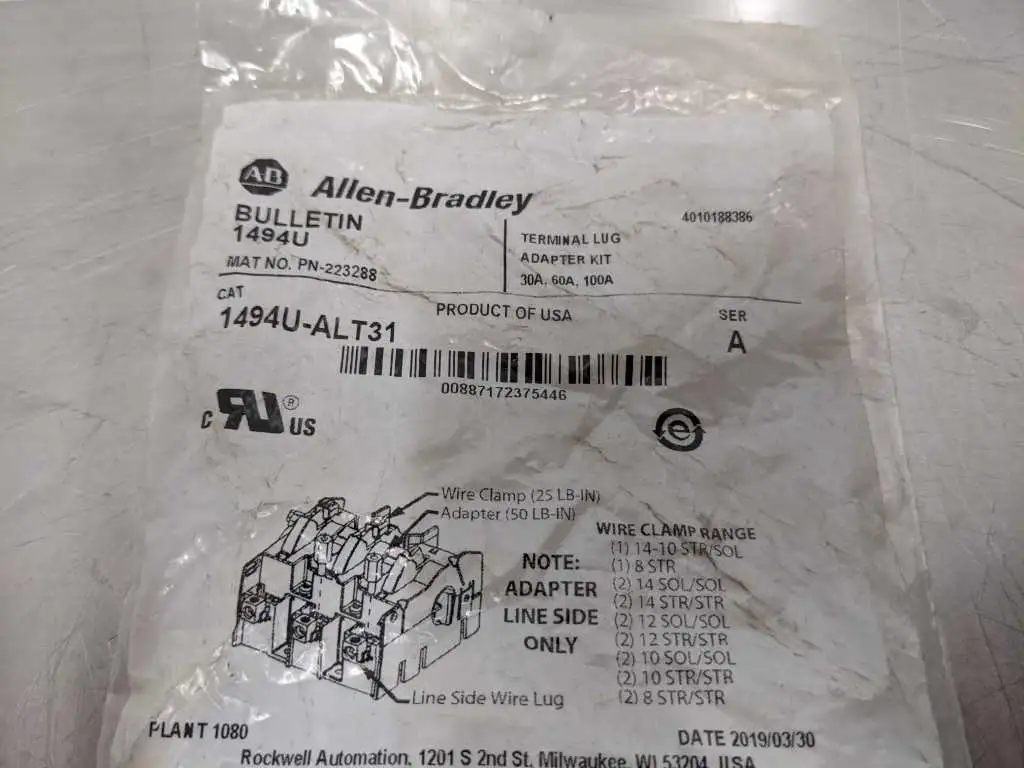 AB Allen-Bradley
BULLETIN
1494U
MAT NO. PN-223288
4010188386
TERMINAL LUG
ADAPTER KIT
30A, 60A, 100A
CAT
1494U-ALT31
PRODUCT OF USA
SER
A
00887172375446
C RU ® US
e
Wire Clamp (25 LB-IN)
Adapter (50 LB-IN)
NOTE:
ADAPTER
LINE SIDE
ONLY
WIRE CLAMP RANGE
(1) 14-10 STR/SOL
(1) 8 STR
(2) 14 SOL/SOL
(2) 14 STR/STR
(2) 12 SOL/SOL
(2) 12 STR/STR
(2) 10 SOL/SOL
(2) 10 STR/STR
(2) 8 STR/STR
Line Side Wire Lug
PLANT 1080
DATE 2019/03/30
Rockwell Automation, 1201 S 2nd St, Milwaukee, WI 53204, USA